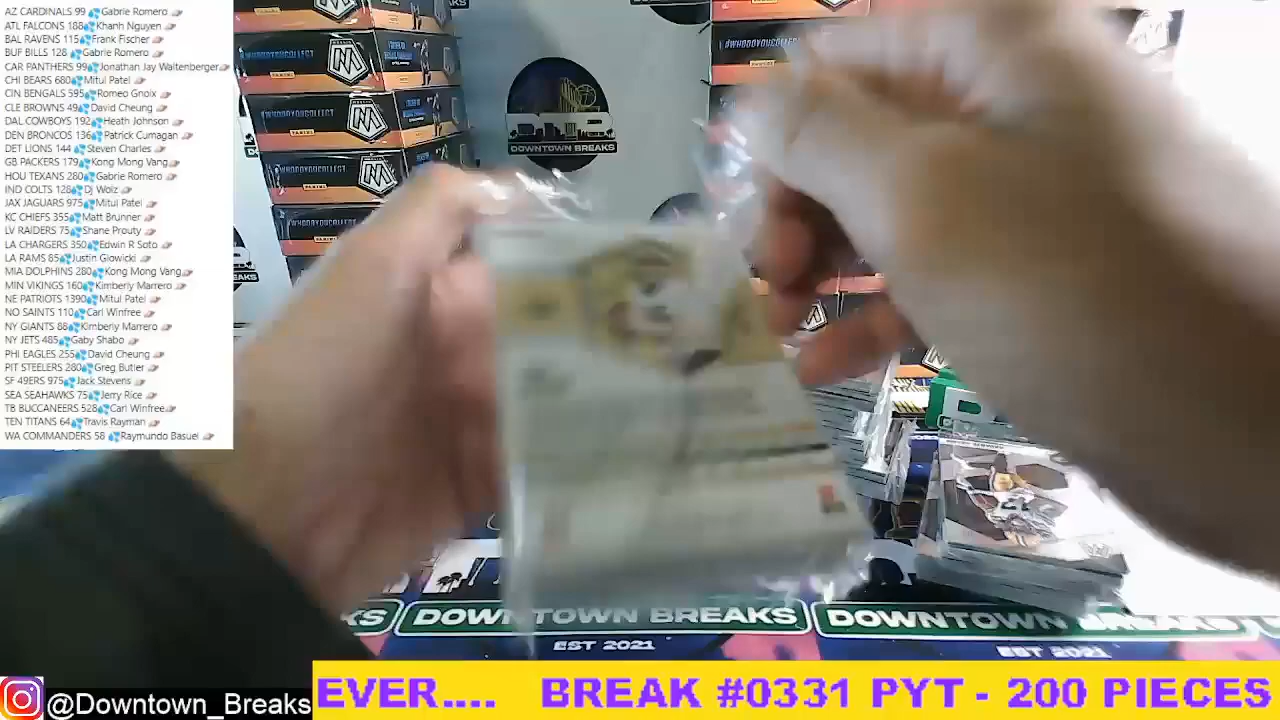 AZ CARDINALS 99 💦Gabrie Romero
ATL FALCONS 188💦Khanh Nguyen
BAL RAVENS 115💦Frank Fischer
BUF BILLS 128 💦Gabrie Romero
CAR PANTHERS 99💦Jonathan Jay Waltenberger
CHI BEARS 680💦Mitul Patel
CIN BENGALS 595💦Romeo Gnoix
CLE BROWNS 49💦David Cheung
DAL COWBOYS 192💦Heath Johnson
DEN BRONCOS 136💦Patrick Cumagan
DET LIONS 144 💦Steven Charles
GB PACKERS 179💦Kong Mong Vang
HOU TEXANS 280💦Gabrie Romero
IND COLTS 128💦Dj Woiz
JAX JAGUARS 975💦Mitul Patel
KC CHIEFS 355💦Matt Brunner
LV RAIDERS 75💦Shane Prouty
LA CHARGERS 350💦Edwin R Soto
LA RAMS 85💦Justin Glowicki
MIA DOLPHINS 280💦Kong Mong Vang
MIN VIKINGS 160💦Kimberly Marrero
NE PATRIOTS 1390💦Mitul Patel
NO SAINTS 110💦Carl Winfree
NY GIANTS 88💦Kimberly Marrero
NY JETS 485💦Gaby Shabo
PHI EAGLES 255💦David Cheung
PIT STEELERS 280💦Greg Butler
SF 49ERS 975💦Jack Stevens
SEA SEAHAWKS 75💦Jerry Rice
TB BUCCANEERS 528💦Carl Winfree
TEN TITANS 64💦Travis Rayman
WA COMMANDERS 58 💦Raymundo Basuel
#WHODOYOUCOLLECT
#WHODOYOUCOLLECT
#WHODOYOUCOLLECT
#WHODOYOUCOLLECT
#WHODOYOUCOLLECT
PANINI
DOWNTOWN BREAKS
KS DOWNTOWN BREAKS DOWNTOWN BREAKS
EST 2021 EST 2021
@Downtown_Breaks
EVER.... BREAK #0331 PYT - 200 PIECES